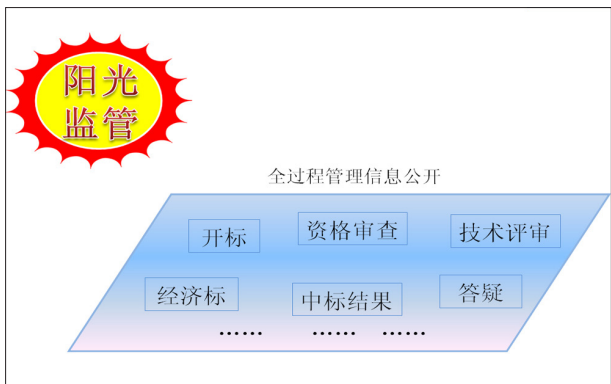 阳光
监管
全过程管理信息公开
开标
资格审查
技术评审
经济标
中标结果
答疑
…… …… ……